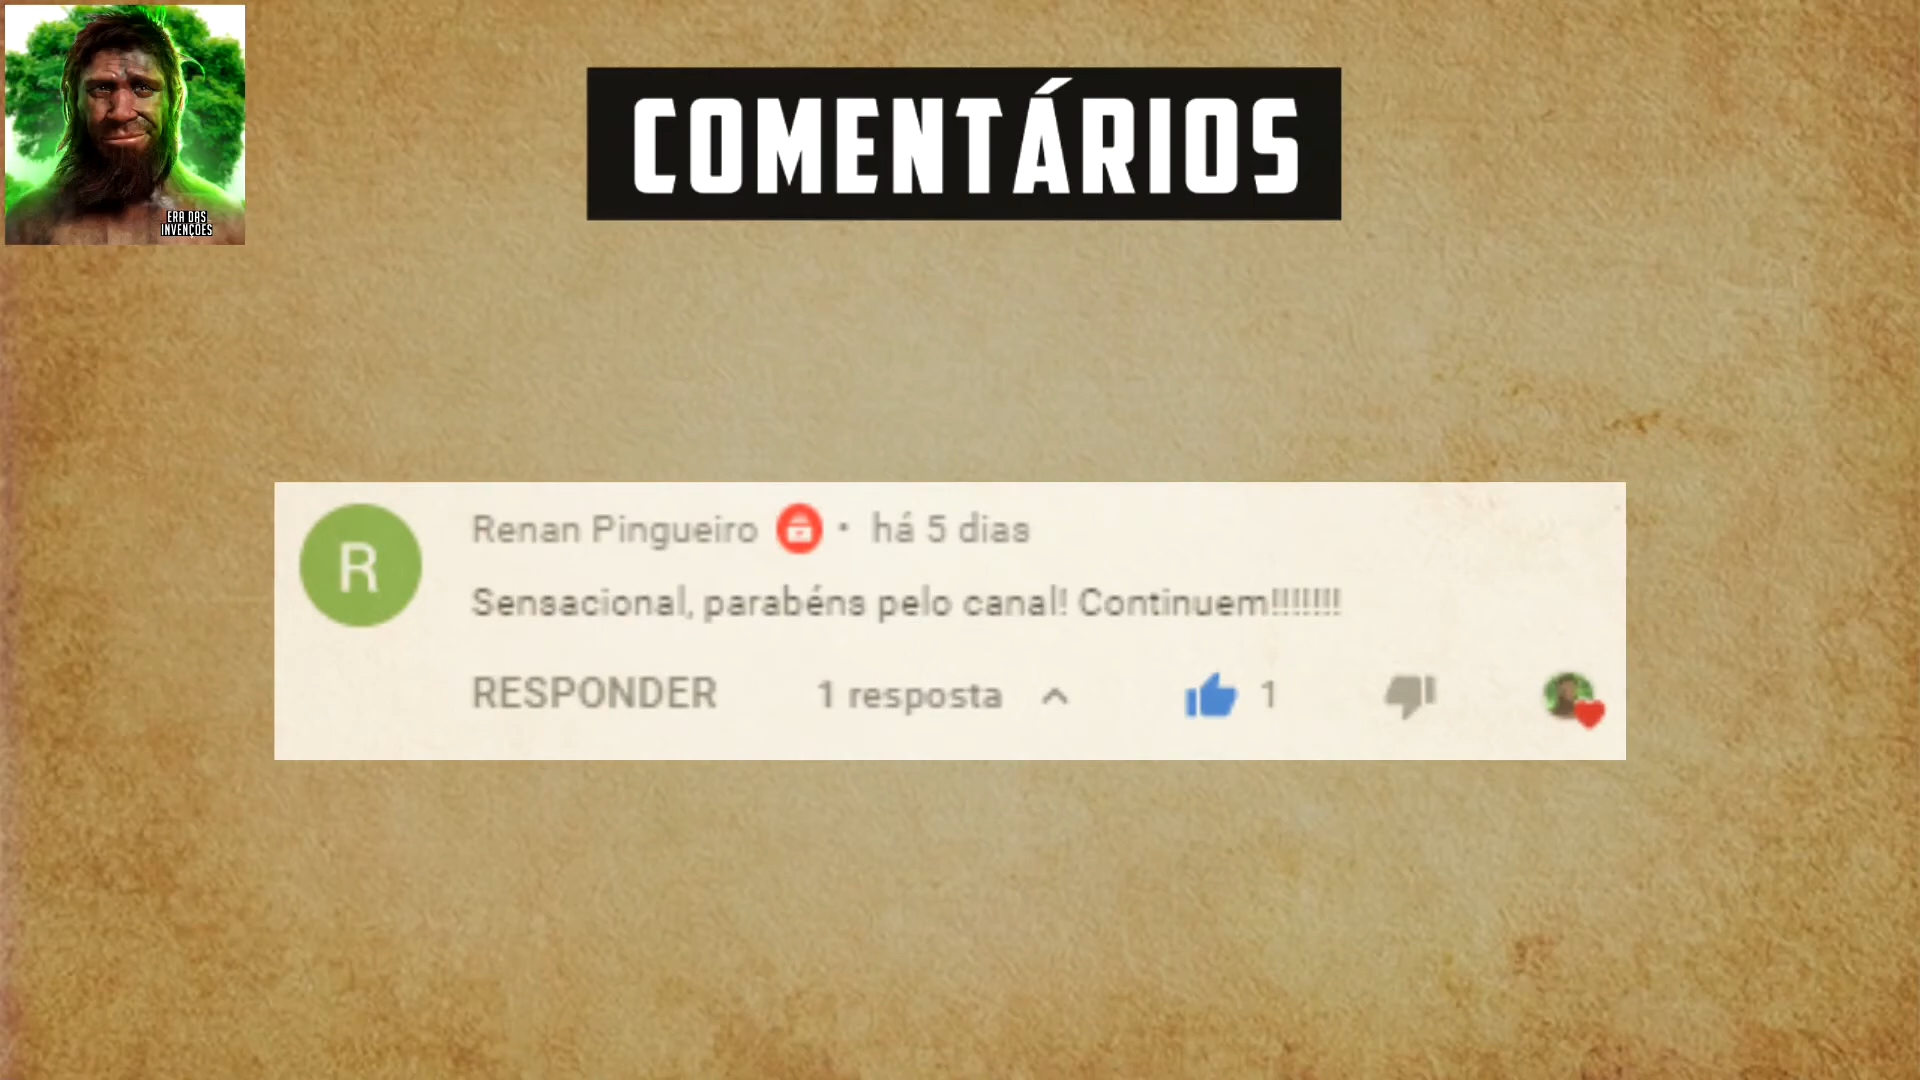 ERA DAS
INVENÇÕES
COMENTÁRIOS
R
Renan Pingueiro • há 5 dias
Sensacional, parabéns pelo canal! Continuem!!!!!!!
RESPONDER 1 resposta 1